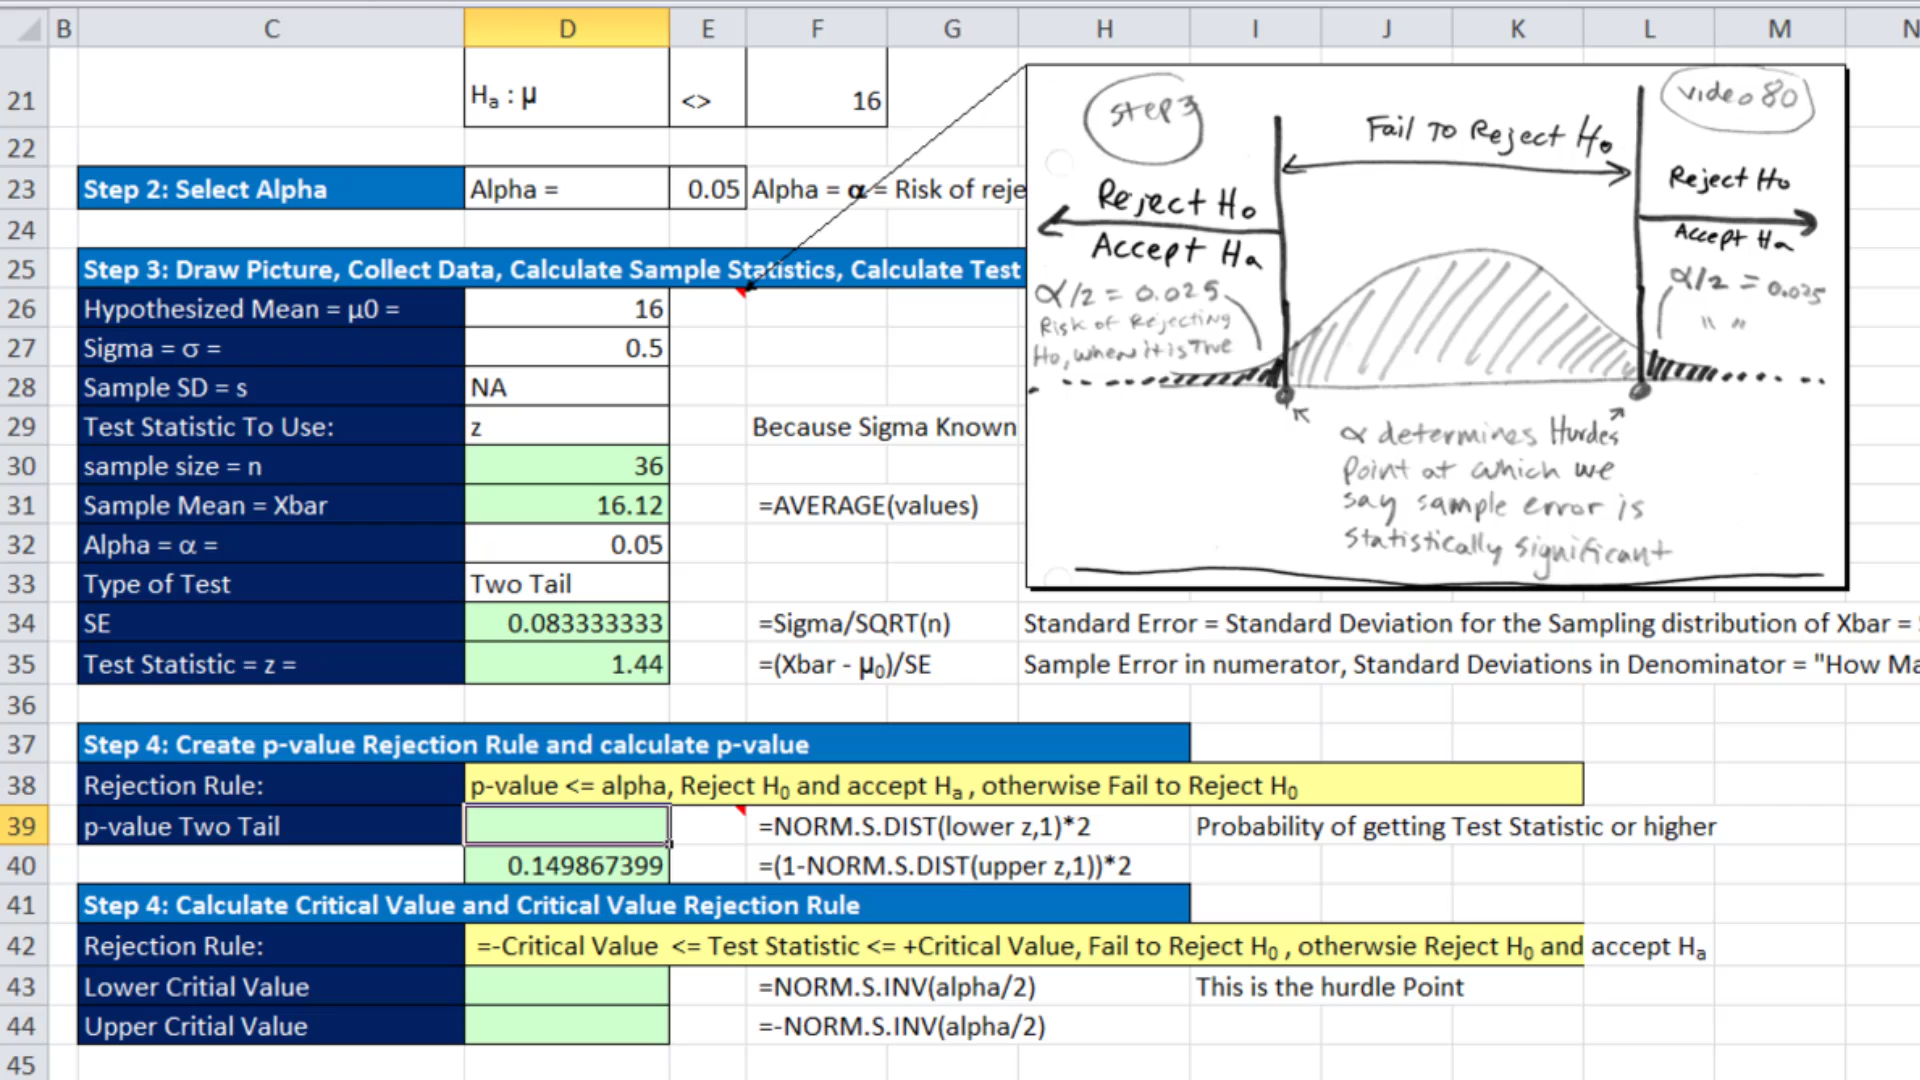 B C D E F G H I J K L M N
21 Hₐ : μ <> 16
22
23 Step 2: Select Alpha Alpha = 0.05 Alpha = α = Risk of reje
24
25 Step 3: Draw Picture, Collect Data, Calculate Sample Statistics, Calculate Test
26 Hypothesized Mean = μ0 = 16
27 Sigma = σ = 0.5
28 Sample SD = s NA
29 Test Statistic To Use: z Because Sigma Known
30 sample size = n 36
31 Sample Mean = Xbar 16.12 =AVERAGE(values)
32 Alpha = α = 0.05
33 Type of Test Two Tail
34 SE 0.083333333 =Sigma/SQRT(n) Standard Error = Standard Deviation for the Sampling distribution of Xbar =
35 Test Statistic = z = 1.44 =(Xbar - μ₀)/SE Sample Error in numerator, Standard Deviations in Denominator = "How Ma
36
37 Step 4: Create p-value Rejection Rule and calculate p-value
38 Rejection Rule: p-value <= alpha, Reject H₀ and accept Hₐ , otherwise Fail to Reject H₀
39 p-value Two Tail =NORM.S.DIST(lower z,1)*2 Probability of getting Test Statistic or higher
40 0.149867399 =(1-NORM.S.DIST(upper z,1))*2
41 Step 4: Calculate Critical Value and Critical Value Rejection Rule
42 Rejection Rule: =-Critical Value <= Test Statistic <= +Critical Value, Fail to Reject H₀ , otherwsie Reject H₀ and accept Hₐ
43 Lower Critial Value =NORM.S.INV(alpha/2) This is the hurdle Point
44 Upper Critial Value =-NORM.S.INV(alpha/2)
45
step 3
video 80
Fail To Reject Ho
Reject Ho
Accept Ha
α/2 = 0.025
Risk of Rejecting
Ho, when it is True
Reject Ho
Accept Ha
α/2 = 0.025
" "
α determines Hurdes
Point at which we
say sample error is
statistically significant